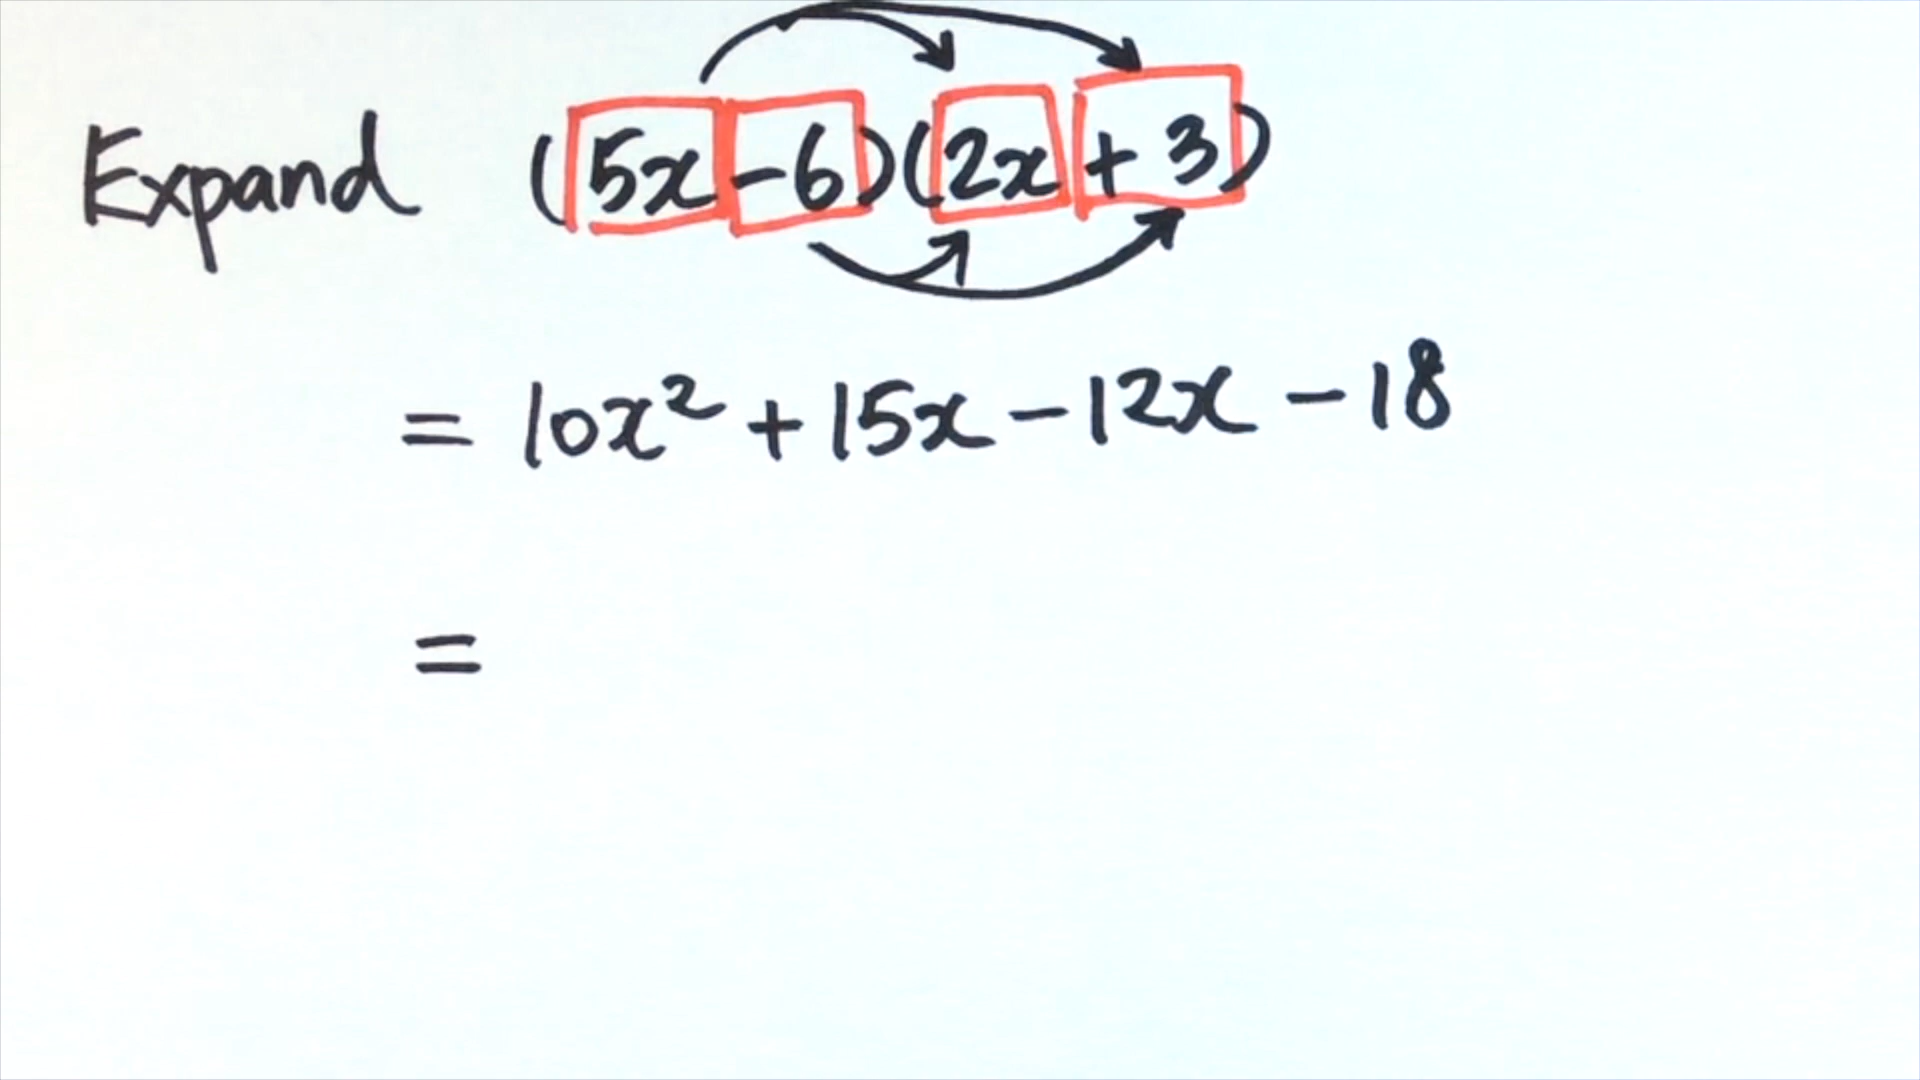 Expand (5x - 6)(2x + 3)
= 10x² + 15x - 12x - 18
=